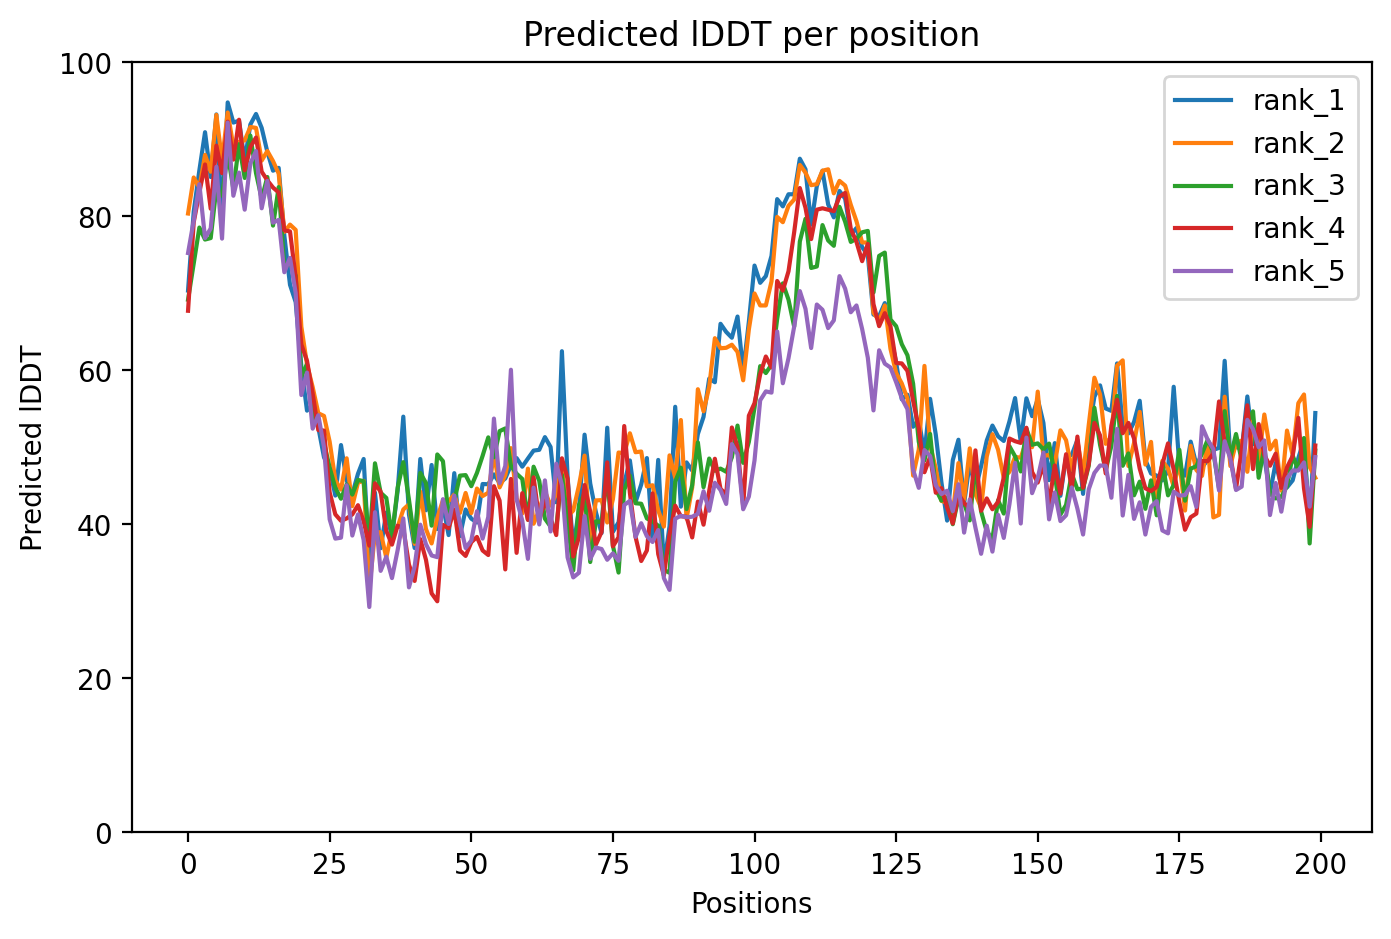 Predicted lDDT per position
100
80
60
40
20
0
Predicted lDDT
rank_1
rank_2
rank_3
rank_4
rank_5
0 25 50 75 100 125 150 175 200
Positions